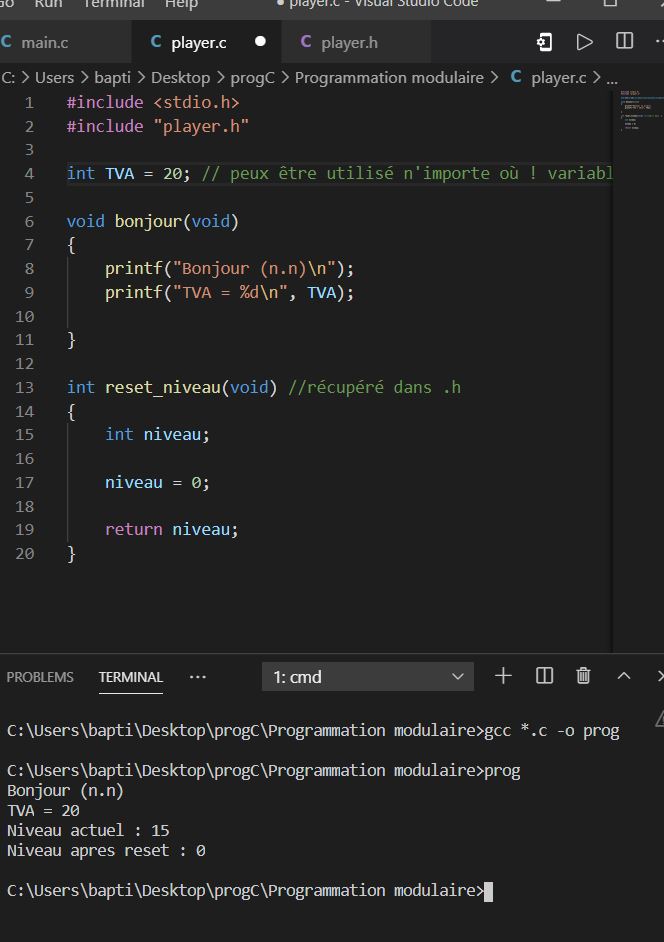 Go Run Terminal Help ● player.c - Visual Studio Code
C main.c C player.c ● C player.h
C: > Users > bapti > Desktop > progC > Programmation modulaire > C player.c > ...
1 #include <stdio.h>
2 #include "player.h"
3
4 int TVA = 20; // peux être utilisé n'importe où ! variabl
5
6 void bonjour(void)
7 {
8 printf("Bonjour (n.n)\n");
9 printf("TVA = %d\n", TVA);
10
11 }
12
13 int reset_niveau(void) //récupéré dans .h
14 {
15 int niveau;
16
17 niveau = 0;
18
19 return niveau;
20 }
PROBLEMS TERMINAL ... 1: cmd
C:\Users\bapti\Desktop\progC\Programmation modulaire>gcc *.c -o prog
C:\Users\bapti\Desktop\progC\Programmation modulaire>prog
Bonjour (n.n)
TVA = 20
Niveau actuel : 15
Niveau apres reset : 0
C:\Users\bapti\Desktop\progC\Programmation modulaire>